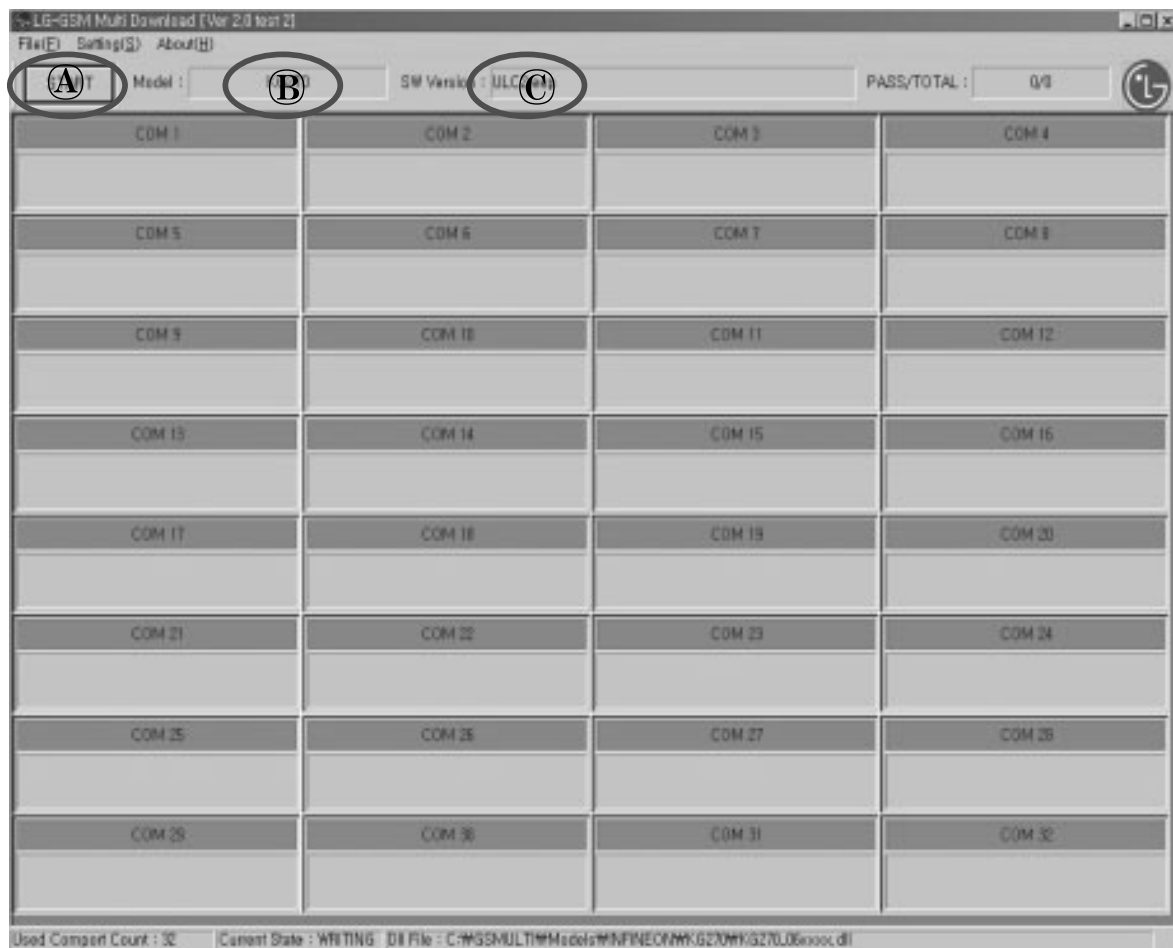 LG-GSM Multi Download [Ver 2,0 test 2]
File(F) Setting(S) About(H)
A Model : B SW Version : C PASS/TOTAL : 0/0 LG
COM 1 COM 2 COM 3 COM 4
COM 5 COM 6 COM 7 COM 8
COM 9 COM 10 COM 11 COM 12
COM 13 COM 14 COM 15 COM 16
COM 17 COM 18 COM 19 COM 20
COM 21 COM 22 COM 23 COM 24
COM 25 COM 26 COM 27 COM 28
COM 29 COM 30 COM 31 COM 32
Used Comport Count : 32 Current State : WRITING Dll File : C:₩GSMULTI₩Models₩INFINEON₩KG270₩KG270_06xxxx.dll